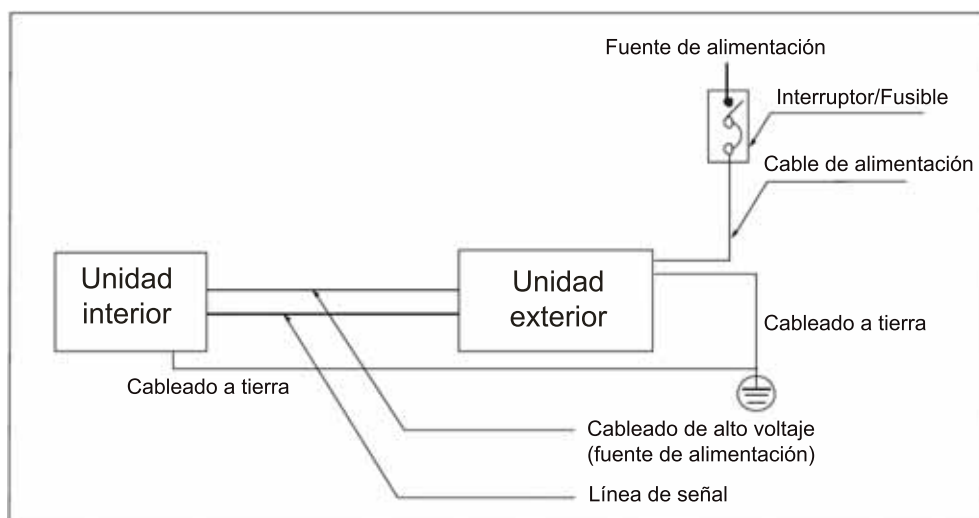 Fuente de alimentación
Interruptor/Fusible
Cable de alimentación
Unidad
interior
Unidad
exterior
Cableado a tierra
Cableado a tierra
Cableado de alto voltaje
(fuente de alimentación)
Línea de señal